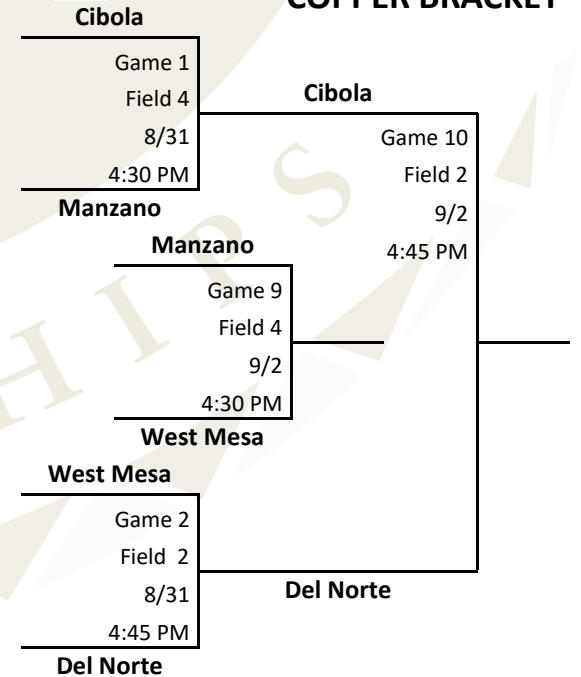 COPPER BRACKET
Cibola
Game 1
Field 4
8/31
4:30 PM
Manzano
Cibola
Game 10
Field 2
9/2
4:45 PM
Manzano
Game 9
Field 4
9/2
4:30 PM
West Mesa
West Mesa
Game 2
Field  2
8/31
4:45 PM
Del Norte
Del Norte
H I P S